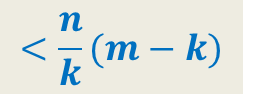 < n/k (m − k)